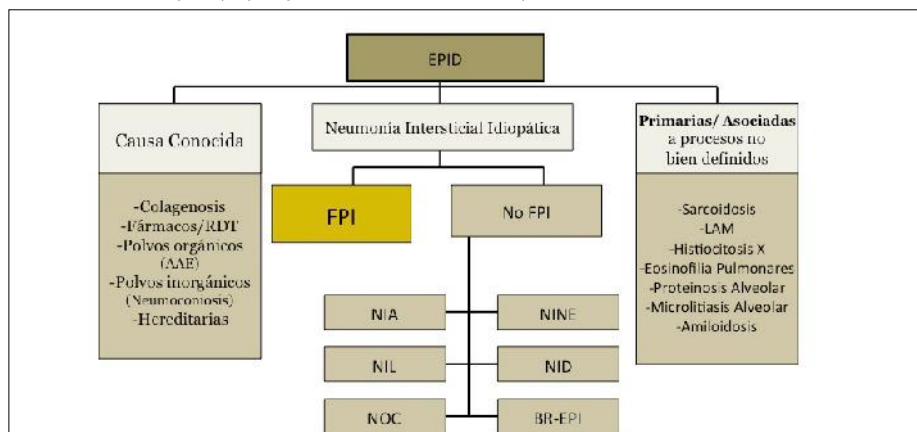 EPID
Causa Conocida
-Colagenosis
-Fármacos/RDT
-Polvos orgánicos
(AAE)
-Polvos inorgánicos
(Neumoconiosis)
-Hereditarias
Neumonía Intersticial Idiopática
FPI
No FPI
NIA
NINE
NIL
NID
NOC
BR-EPI
Primarias/ Asociadas
a procesos no
bien definidos
-Sarcoidosis
-LAM
-Histiocitosis X
-Eosinofilia Pulmonares
-Proteinosis Alveolar
-Microlitiasis Alveolar
-Amiloidosis